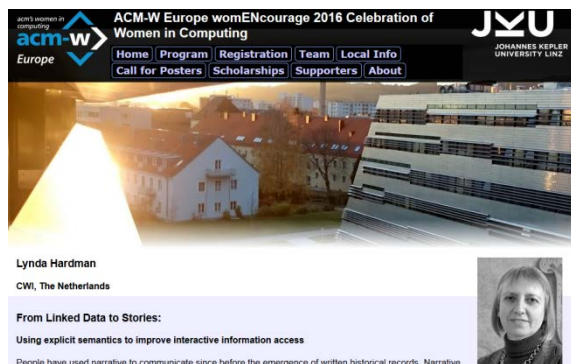 acm's women in
computing
acm-w
Europe
ACM-W Europe womENcourage 2016 Celebration of
Women in Computing
Home Program Registration Team Local Info
Call for Posters Scholarships Supporters About
JKU
JOHANNES KEPLER
UNIVERSITY LINZ
Lynda Hardman
CWI, The Netherlands
From Linked Data to Stories:
Using explicit semantics to improve interactive information access
People have used narrative to communicate since before the emergence of written historical records. Narrative